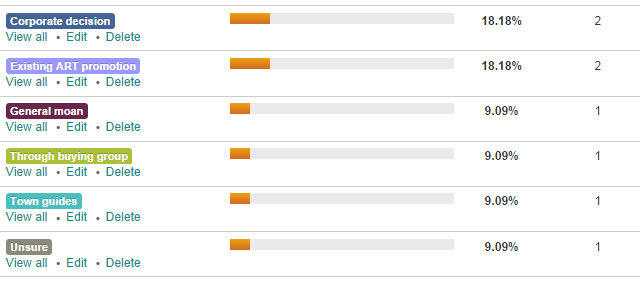 Corporate decision 18.18% 2
View all • Edit • Delete
Existing ART promotion 18.18% 2
View all • Edit • Delete
General moan 9.09% 1
View all • Edit • Delete
Through buying group 9.09% 1
View all • Edit • Delete
Town guides 9.09% 1
View all • Edit • Delete
Unsure 9.09% 1
View all • Edit • Delete